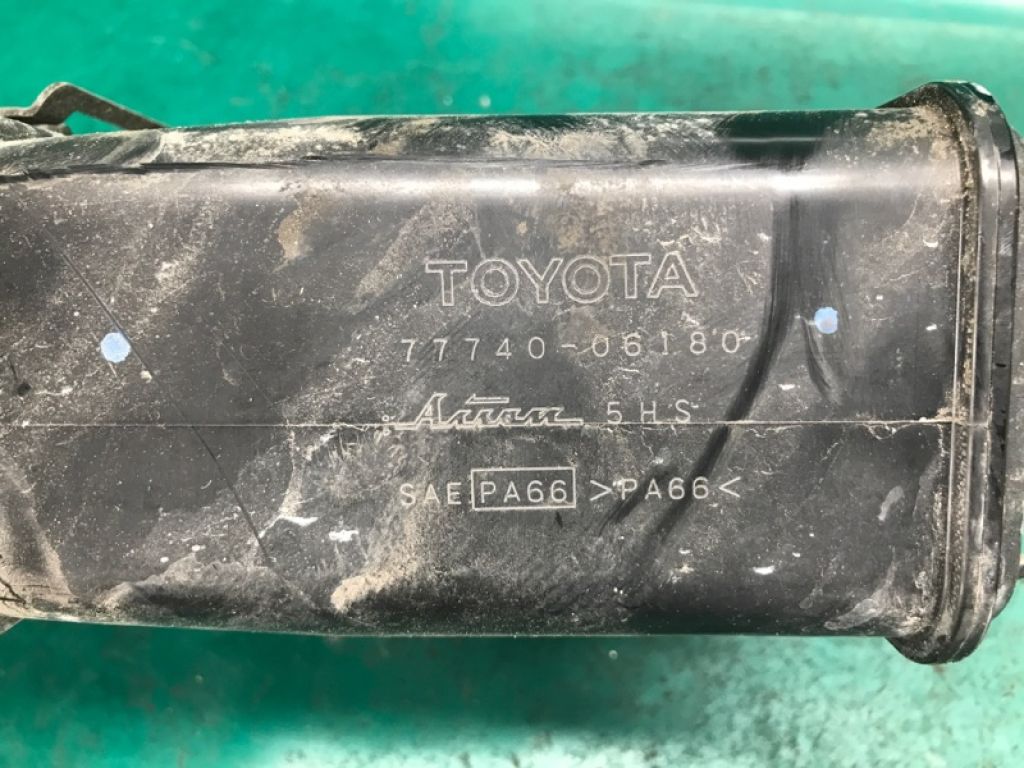 TOYOTA
77740-06180
Aisan 5HS
SAE PA66 >PA66<